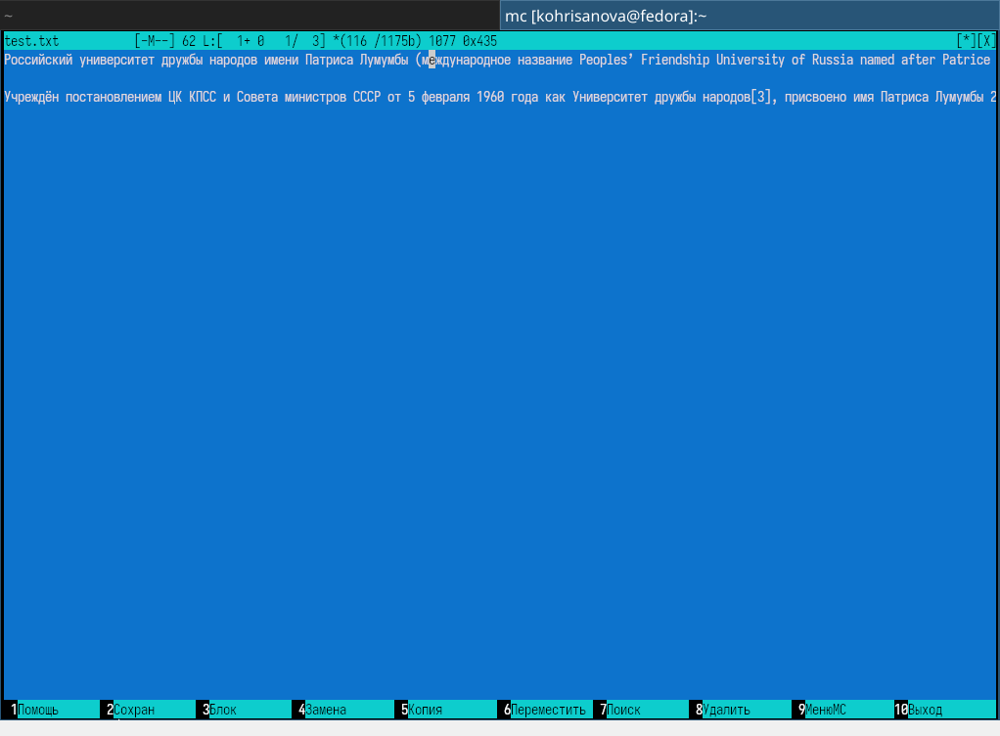 ~
mc [kohrisanova@fedora]:~
test.txt [-M--] 62 L:[ 1+ 0 1/ 3] *(116 /1175b) 1077 0x435 [*][X]
Российский университет дружбы народов имени Патриса Лумумбы (международное название Peoples’ Friendship University of Russia named after Patrice
Учреждён постановлением ЦК КПСС и Совета министров СССР от 5 февраля 1960 года как Университет дружбы народов[3], присвоено имя Патриса Лумумбы 2
1Помощь 2Сохран 3Блок 4Замена 5Копия 6Переместить 7Поиск 8Удалить 9МенюMC 10Выход